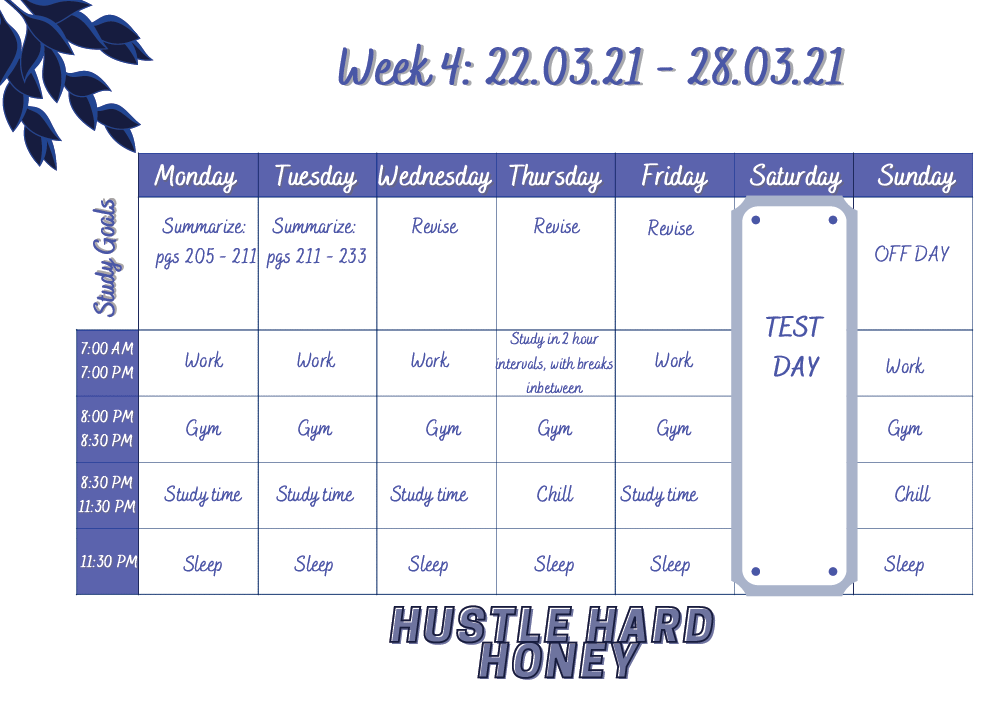 Week 4: 22.03.21 - 28.03.21
Monday Tuesday Wednesday Thursday Friday Saturday Sunday
Study Goals
Summarize: Summarize: Revise Revise Revise
pgs 205 - 211 pgs 211 - 233 OFF DAY
TEST
DAY
7:00 AM
7:00 PM
Work Work Work
Study in 2 hour
intervals, with breaks
inbetween
Work Work
8:00 PM
8:30 PM
Gym Gym Gym Gym Gym Gym
8:30 PM
11:30 PM
Study time Study time Study time Chill Study time Chill
11:30 PM Sleep Sleep Sleep Sleep Sleep Sleep
HUSTLE HARD
HONEY